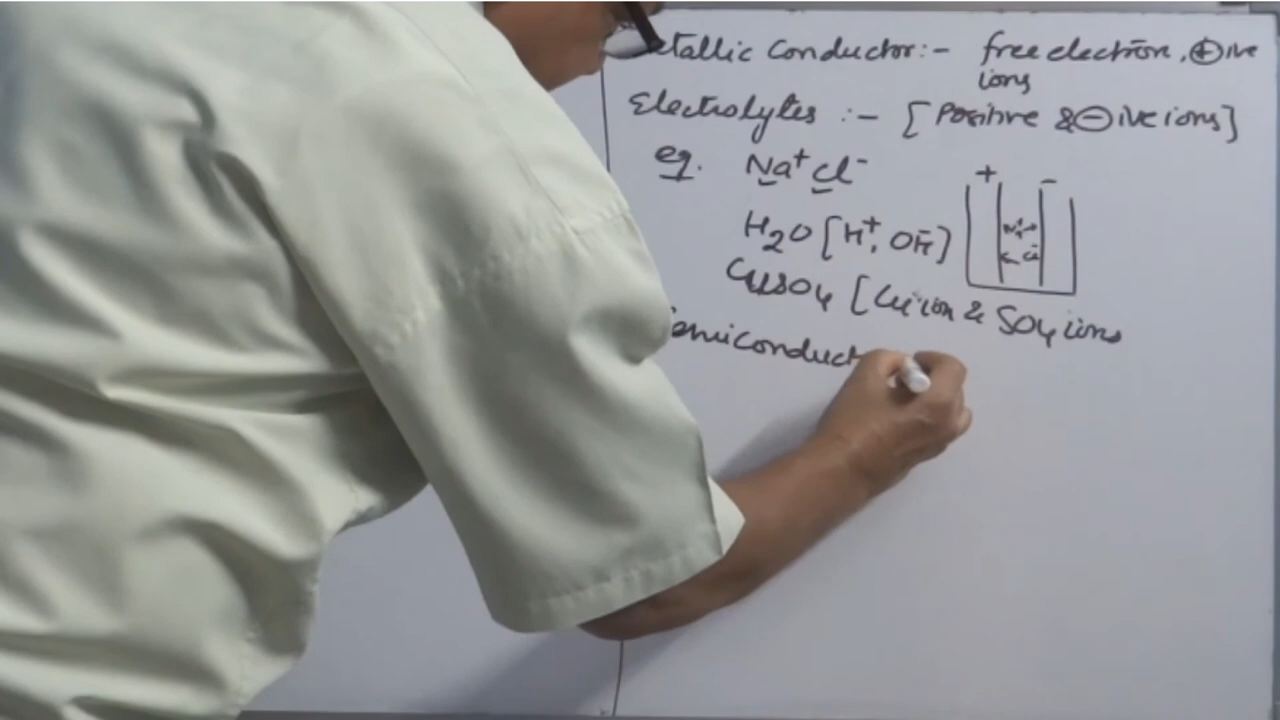 etallic Conductor:- free electron, ⊕ive
ions
Electrolytes :- [Positive & ⊖ive ions]
eg. Na⁺ Cl⁻
+ -
H₂O [H⁺, OH⁻]
CuSO₄ [Cu ion & SO₄ ions
emiconduct